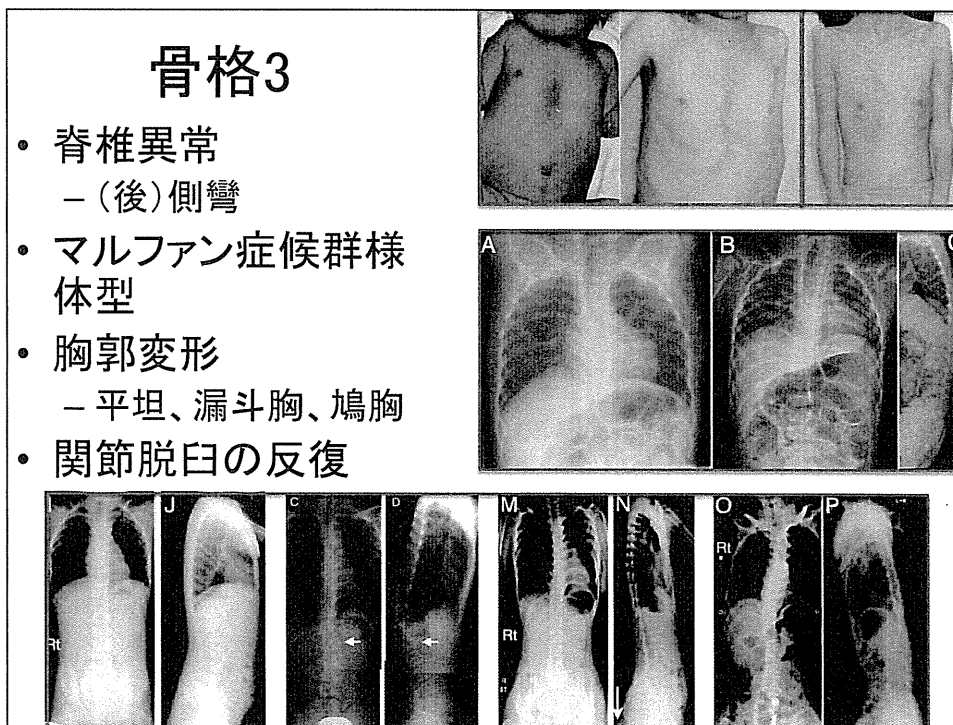 骨格3
• 脊椎異常
– (後)側彎
• マルファン症候群様
体型
• 胸郭変形
– 平坦、漏斗胸、鳩胸
• 関節脱臼の反復
A
B
C
I
J
C
D
M
N
O
P
Rt
Rt
Rt